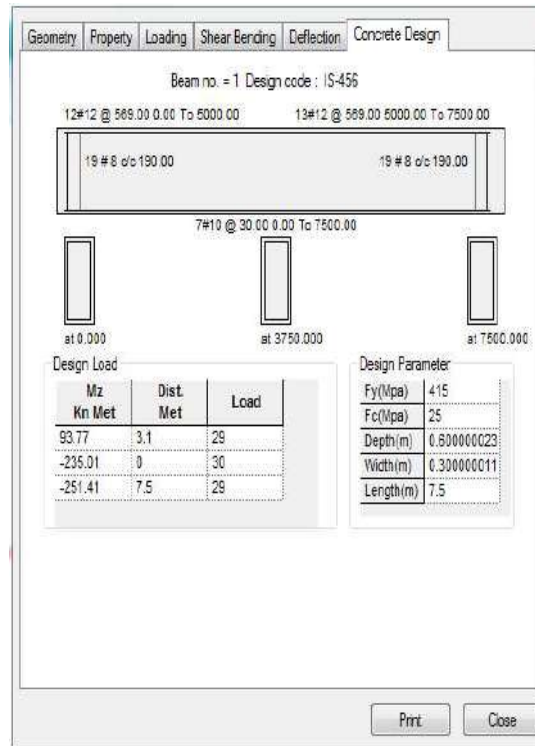 Geometry Property Loading Shear Bending Deflection Concrete Design
Beam no. = 1 Design code : IS-456
12#12 @ 569.00 0.00 To 5000.00 13#12 @ 569.00 5000.00 To 7500.00
19 # 8 c/c 190.00 19 # 8 c/c 190.00
7#10 @ 30.00 0.00 To 7500.00
at 0.000 at 3750.000 at 7500.000
Design Load Design Parameter
Mz Dist. Load
Kn Met Met
93.77 3.1 29
-235.01 0 30
-251.41 7.5 29
Fy(Mpa) 415
Fc(Mpa) 25
Depth(m) 0.600000023
Width(m) 0.300000011
Length(m) 7.5
Print Close